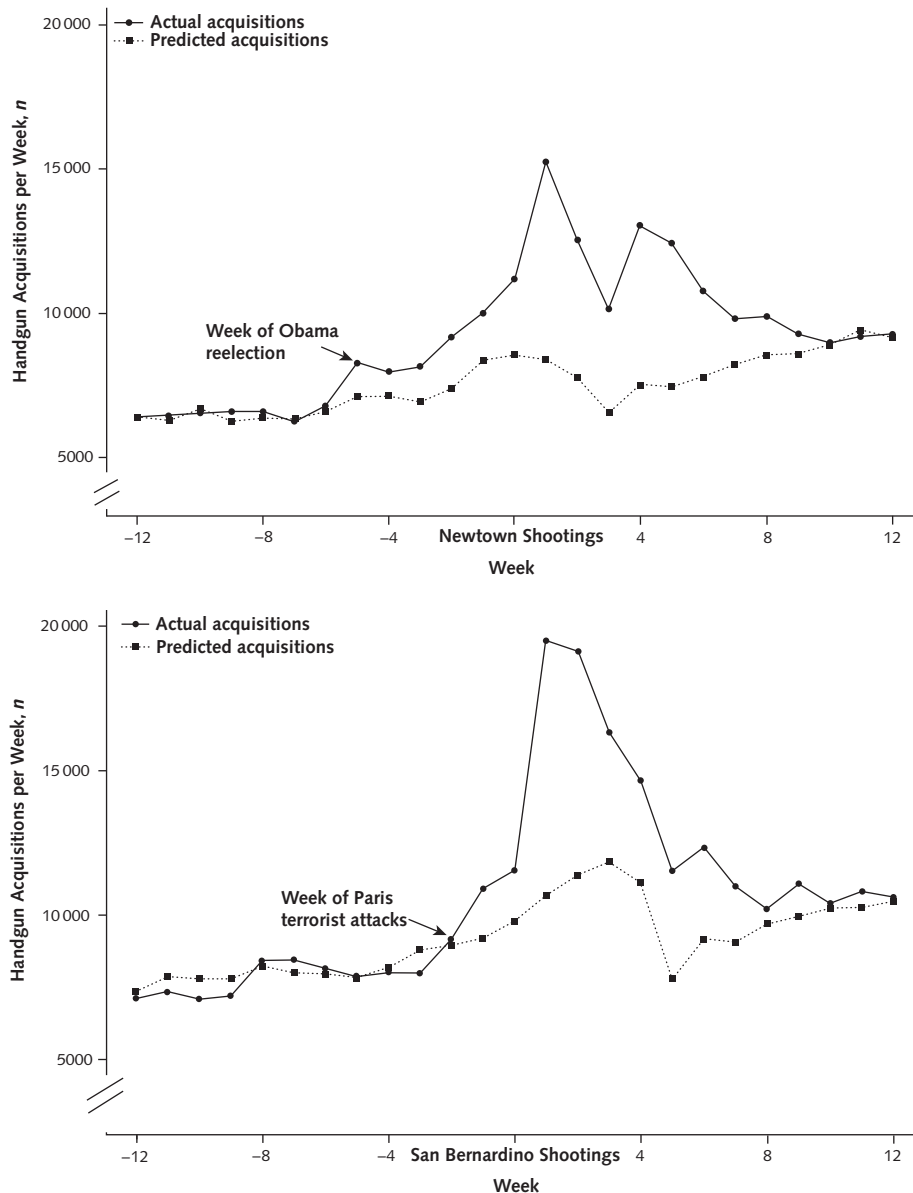 20 000
Actual acquisitions
Predicted acquisitions
15 000
Handgun Acquisitions per Week, n
10 000
Week of Obama
reelection
5000
−12
−8
−4
Newtown Shootings
4
8
12
Week
20 000
Actual acquisitions
Predicted acquisitions
15 000
Handgun Acquisitions per Week, n
10 000
Week of Paris
terrorist attacks
5000
−12
−8
−4
San Bernardino Shootings
4
8
12
Week